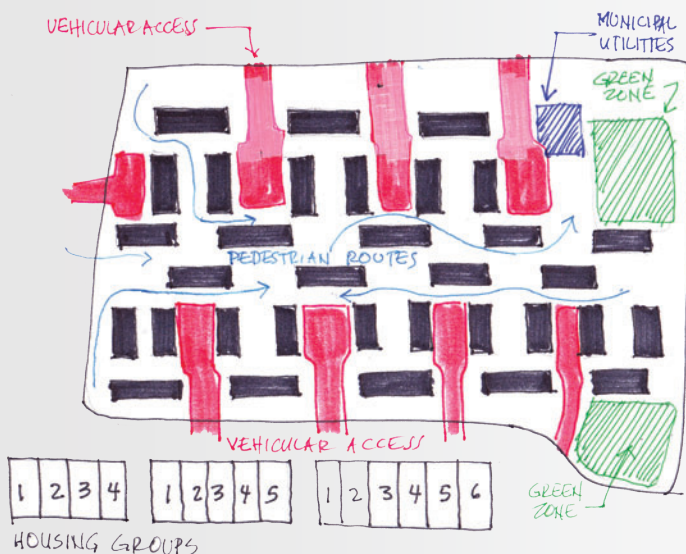 VEHICULAR ACCESS
MUNICIPAL
UTILITIES
GREEN
ZONE
PEDESTRIAN ROUTES
VEHICULAR ACCESS
1 2 3 4
1 2 3 4 5
1 2 3 4 5 6
GREEN
ZONE
HOUSING GROUPS